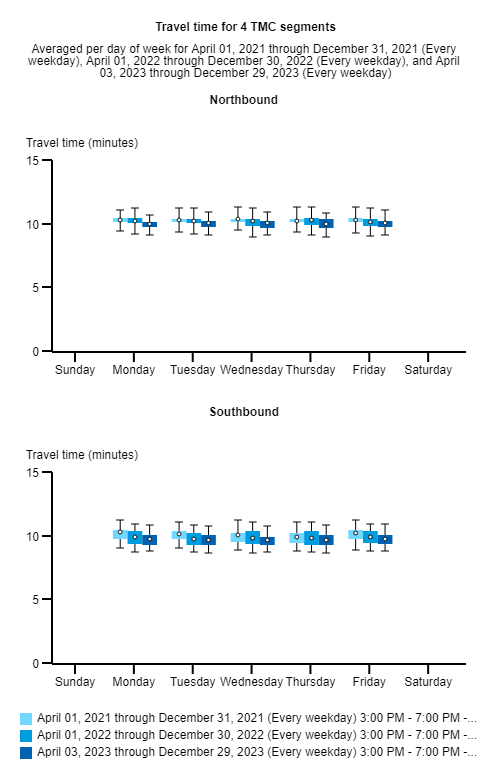 Travel time for 4 TMC segments
Averaged per day of week for April 01, 2021 through December 31, 2021 (Every
weekday), April 01, 2022 through December 30, 2022 (Every weekday), and April
03, 2023 through December 29, 2023 (Every weekday)
Northbound
Travel time (minutes)
15
10
5
0
Sunday Monday Tuesday Wednesday Thursday Friday Saturday
Southbound
Travel time (minutes)
15
10
5
0
Sunday Monday Tuesday Wednesday Thursday Friday Saturday
April 01, 2021 through December 31, 2021 (Every weekday) 3:00 PM - 7:00 PM -...
April 01, 2022 through December 30, 2022 (Every weekday) 3:00 PM - 7:00 PM -...
April 03, 2023 through December 29, 2023 (Every weekday) 3:00 PM - 7:00 PM -...